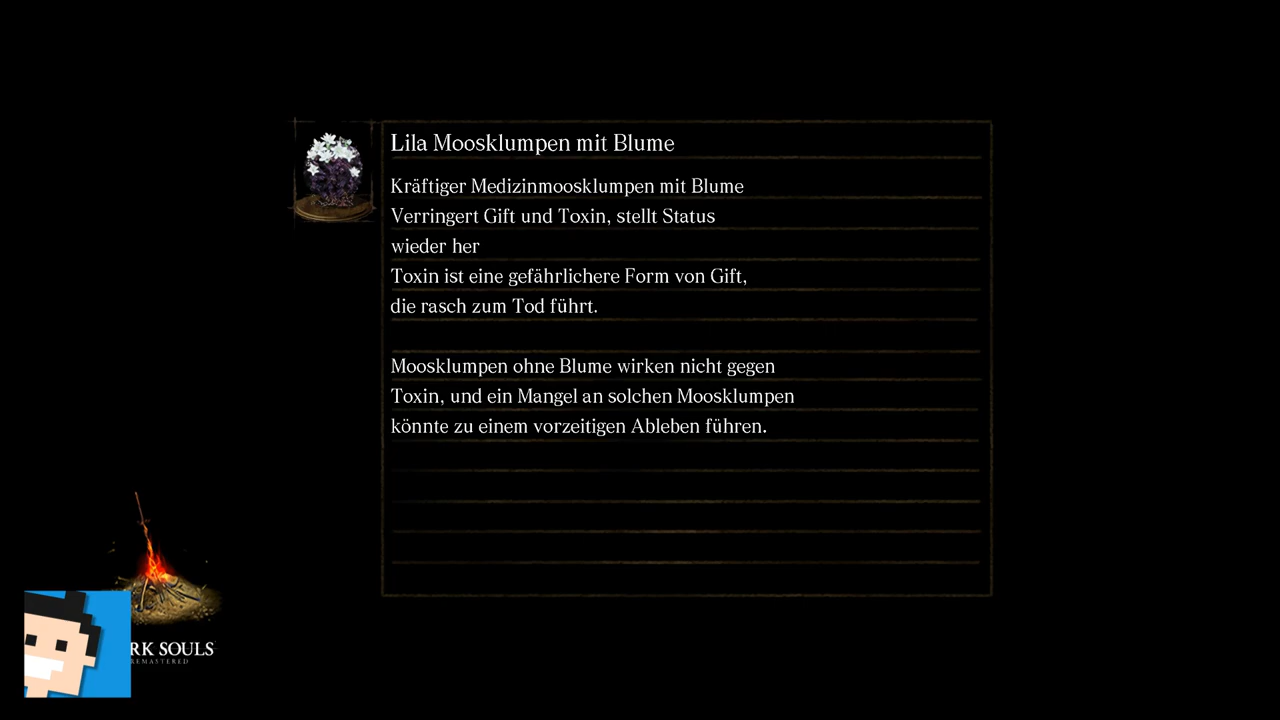 Lila Moosklumpen mit Blume
Kräftiger Medizinmoosklumpen mit Blume
Verringert Gift und Toxin, stellt Status
wieder her
Toxin ist eine gefährlichere Form von Gift,
die rasch zum Tod führt.
Moosklumpen ohne Blume wirken nicht gegen
Toxin, und ein Mangel an solchen Moosklumpen
könnte zu einem vorzeitigen Ableben führen.
RK SOULS
REMASTERED